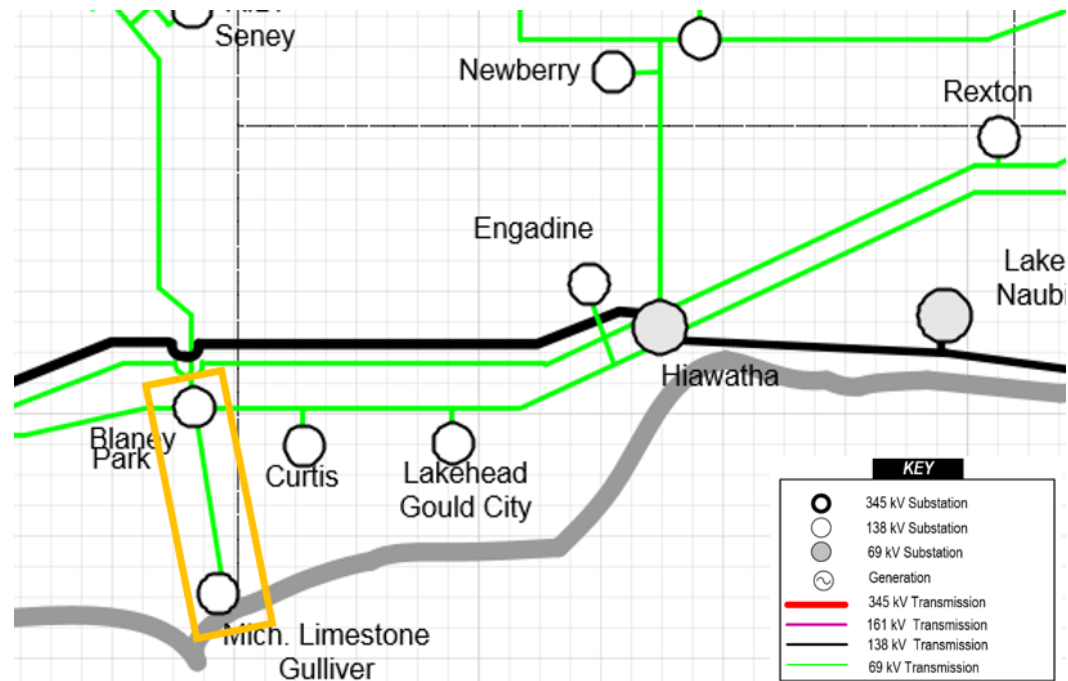 Seney
Newberry
Rexton
Engadine
Lake
Naubi
Hiawatha
Blaney
Park
Curtis
Lakehead
Gould City
Mich. Limestone
Gulliver
KEY
345 kV Substation
138 kV Substation
69 kV Substation
Generation
345 kV Transmission
161 kV Transmission
138 kV Transmission
69 kV Transmission